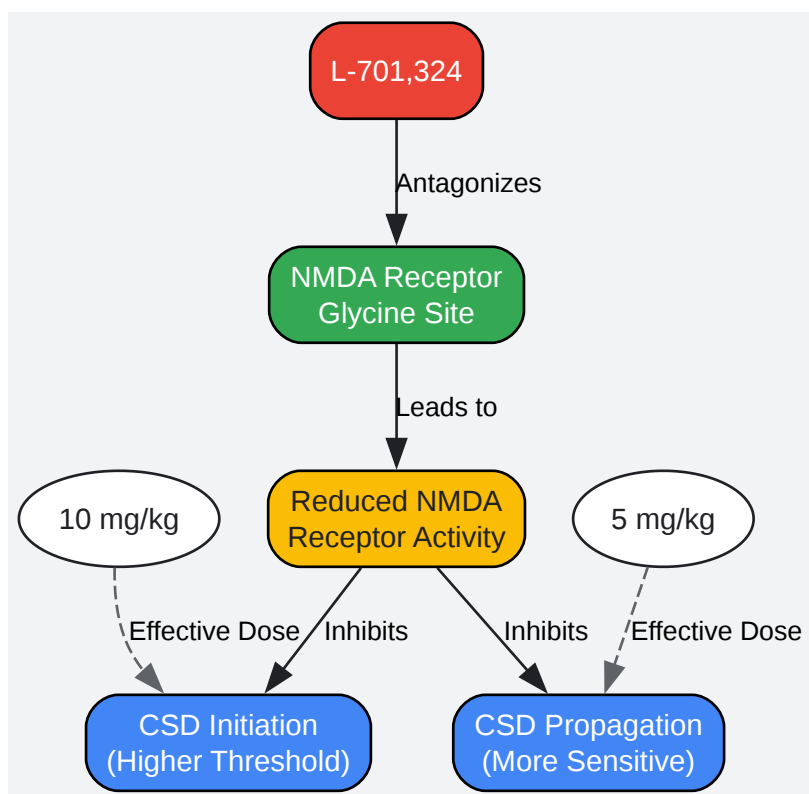 L-701,324
Antagonizes
NMDA Receptor
Glycine Site
Leads to
10 mg/kg
Reduced NMDA
Receptor Activity
5 mg/kg
Effective Dose
Inhibits
Inhibits
Effective Dose
CSD Initiation
(Higher Threshold)
CSD Propagation
(More Sensitive)